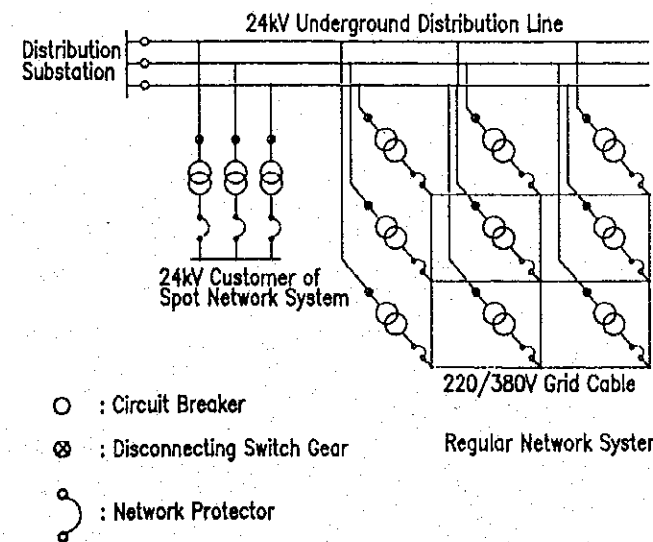 24kV Underground Distribution Line
Distribution
Substation
24kV Customer of
Spot Network System
220/380V Grid Cable
: Circuit Breaker
Regular Network System
: Disconnecting Switch Gear
: Network Protector